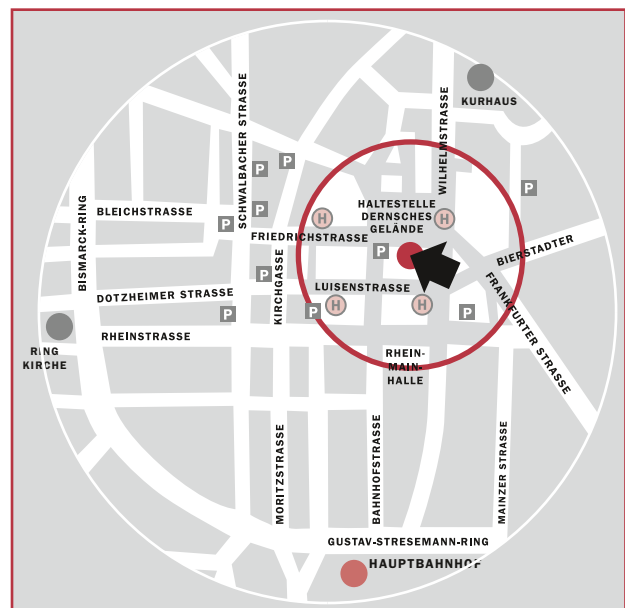 KURHAUS
WILHELMSTRASSE
SCHWALBACHER STRASSE
P
P
P
P
P
BISMARCK-RING
BLEICHSTRASSE
HALTESTELLE
DERNSCHES
GELÄNDE
H
H
FRIEDRICHSTRASSE
P
P
BIERSTADTER
KIRCHGASSE
LUISENSTRASSE
FRANKFURTER STRASSE
DOTZHEIMER STRASSE
P
H
H
P
P
P
RHEINSTRASSE
RING
KIRCHE
RHEIN-
MAIN-
HALLE
MORITZSTRASSE
BAHNHOFSTRASSE
MAINZER STRASSE
GUSTAV-STRESEMANN-RING
HAUPTBAHNHOF